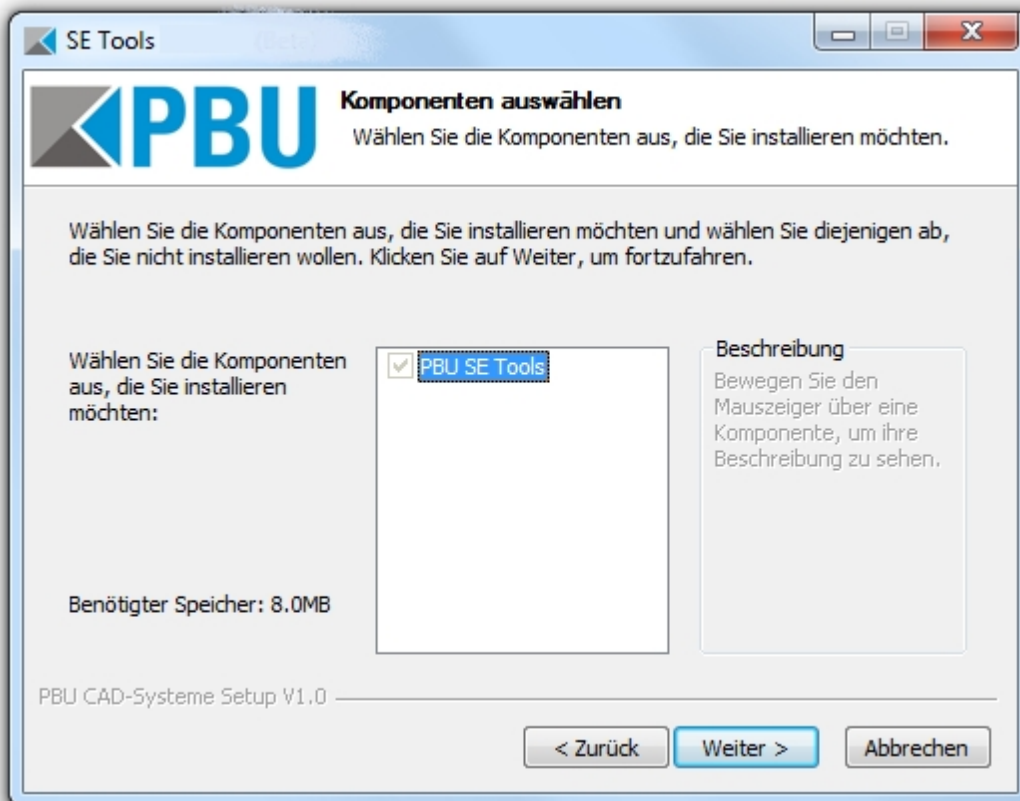 SE Tools
PBU
Komponenten auswählen
Wählen Sie die Komponenten aus, die Sie installieren möchten.
Wählen Sie die Komponenten aus, die Sie installieren möchten und wählen Sie diejenigen ab,
die Sie nicht installieren wollen. Klicken Sie auf Weiter, um fortzufahren.
Wählen Sie die Komponenten
aus, die Sie installieren
möchten:
PBU SE Tools
Beschreibung
Bewegen Sie den
Mauszeiger über eine
Komponente, um ihre
Beschreibung zu sehen.
Benötigter Speicher: 8.0MB
PBU CAD-Systeme Setup V1.0
< Zurück
Weiter >
Abbrechen